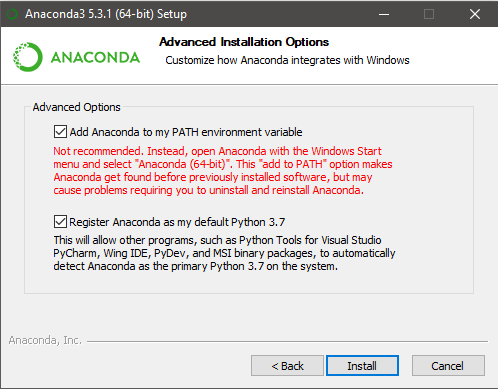 Anaconda3 5.3.1 (64-bit) Setup
ANACONDA
Advanced Installation Options
Customize how Anaconda integrates with Windows
Advanced Options
Add Anaconda to my PATH environment variable
Not recommended. Instead, open Anaconda with the Windows Start
menu and select "Anaconda (64-bit)". This "add to PATH" option makes
Anaconda get found before previously installed software, but may
cause problems requiring you to uninstall and reinstall Anaconda.
Register Anaconda as my default Python 3.7
This will allow other programs, such as Python Tools for Visual Studio
PyCharm, Wing IDE, PyDev, and MSI binary packages, to automatically
detect Anaconda as the primary Python 3.7 on the system.
Anaconda, Inc.
< Back Install Cancel